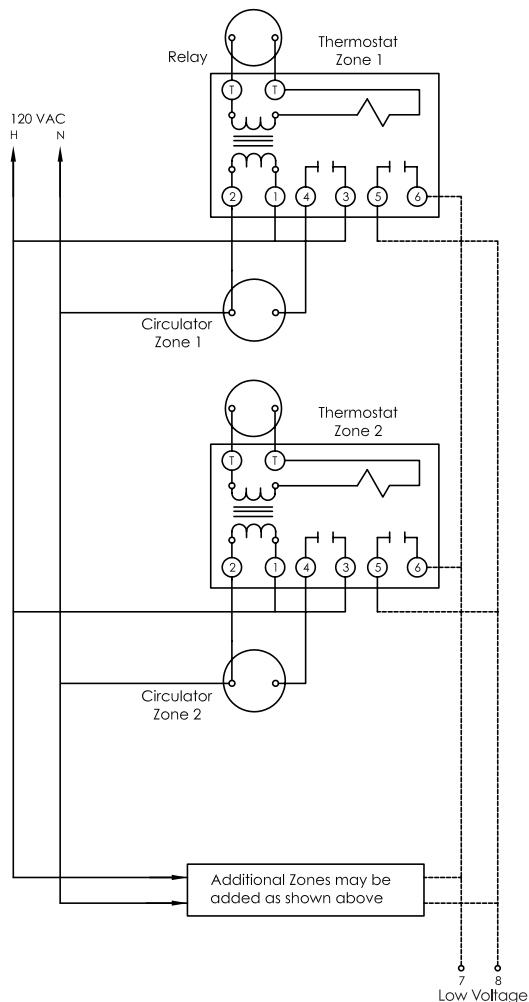 Relay
Thermostat
Zone 1
T T
120 VAC
H N
2 1 4 3 5 6
Circulator
Zone 1
Thermostat
Zone 2
T T
2 1 4 3 5 6
Circulator
Zone 2
Additional Zones may be
added as shown above
7 8
Low Voltage